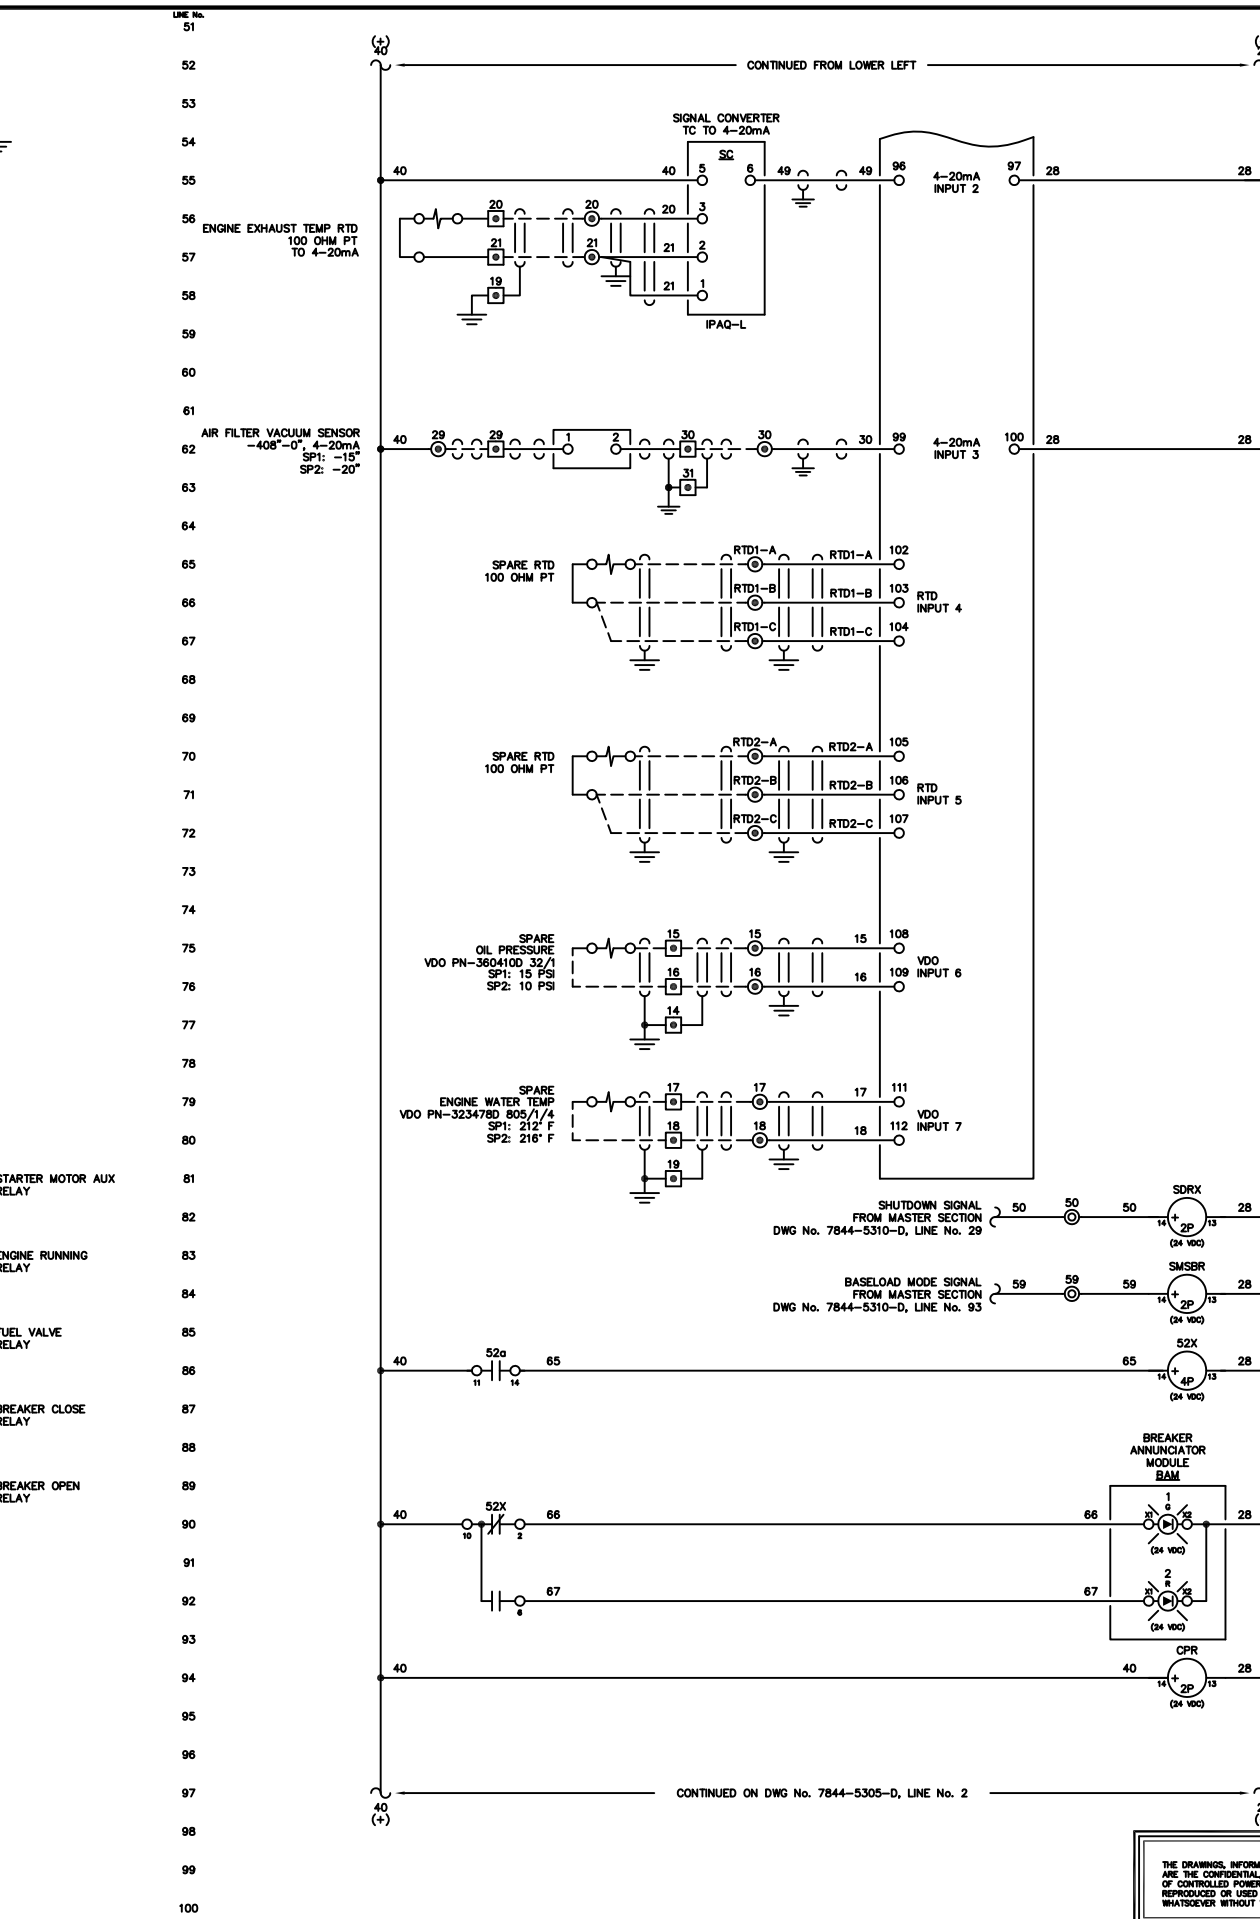 LINE No.
51
(+)
40
52
CONTINUED FROM LOWER LEFT
53
SIGNAL CONVERTER
TC TO 4-20mA
54
SC
40
40
5
6
49
49
96
4-20mA
INPUT 2
97
28
28
55
56
ENGINE EXHAUST TEMP RTD
100 OHM PT
TO 4-20mA
20
20
20
3
57
21
21
21
2
58
19
21
1
IPAQ-L
59
60
61
AIR FILTER VACUUM SENSOR
-408"-0", 4-20mA
SP1: -15"
SP2: -20"
62
40
29
29
1
2
30
30
30
99
4-20mA
INPUT 3
100
28
28
63
31
64
65
SPARE RTD
100 OHM PT
RTD1-A
RTD1-A
102
66
RTD1-B
RTD1-B
103
RTD
INPUT 4
67
RTD1-C
RTD1-C
104
68
69
70
SPARE RTD
100 OHM PT
RTD2-A
RTD2-A
105
71
RTD2-B
RTD2-B
106
RTD
INPUT 5
72
RTD2-C
RTD2-C
107
73
74
75
SPARE
OIL PRESSURE
VDO PN-360410D 32/1
SP1: 15 PSI
SP2: 10 PSI
15
15
15
108
VDO
INPUT 6
76
16
16
16
109
77
14
78
79
SPARE
ENGINE WATER TEMP
VDO PN-323478D 805/1/4
SP1: 212° F
SP2: 216° F
17
17
17
111
VDO
INPUT 7
80
18
18
18
112
STARTER MOTOR AUX
RELAY
81
19
82
SHUTDOWN SIGNAL
FROM MASTER SECTION
DWG No. 7844-5310-D, LINE No. 29
50
50
50
SDRX
14
+
2P
13
(24 VDC)
28
ENGINE RUNNING
RELAY
83
84
BASELOAD MODE SIGNAL
FROM MASTER SECTION
DWG No. 7844-5310-D, LINE No. 93
59
59
59
SMSBR
14
+
2P
13
(24 VDC)
28
FUEL VALVE
RELAY
85
86
40
52a
11
14
65
65
52X
14
+
4P
13
(24 VDC)
28
BREAKER CLOSE
RELAY
87
88
BREAKER
ANNUNCIATOR
MODULE
BAM
BREAKER OPEN
RELAY
89
90
40
10
52X
2
66
66
1
G
X1
X2
(24 VDC)
28
91
92
6
67
67
2
R
X1
X2
(24 VDC)
93
94
40
40
CPR
14
+
2P
13
(24 VDC)
28
95
96
97
CONTINUED ON DWG No. 7844-5305-D, LINE No. 2
40
(+)
98
99
100
THE DRAWINGS, INFORM
ARE THE CONFIDENTIAL,
OF CONTROLLED POWER
REPRODUCED OR USED
WHATSOEVER WITHOUT